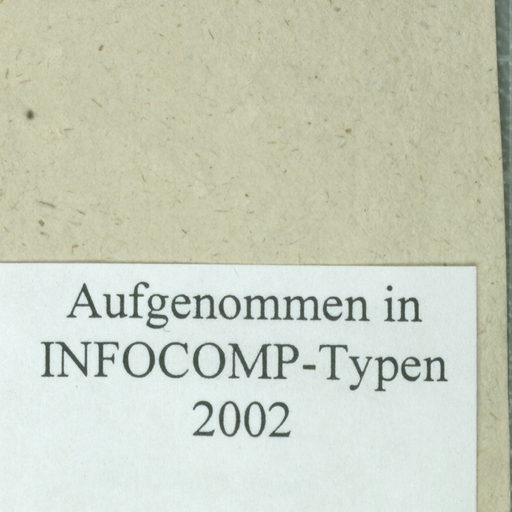 Aufgenommen in
INFOCOMP-Typen
2002